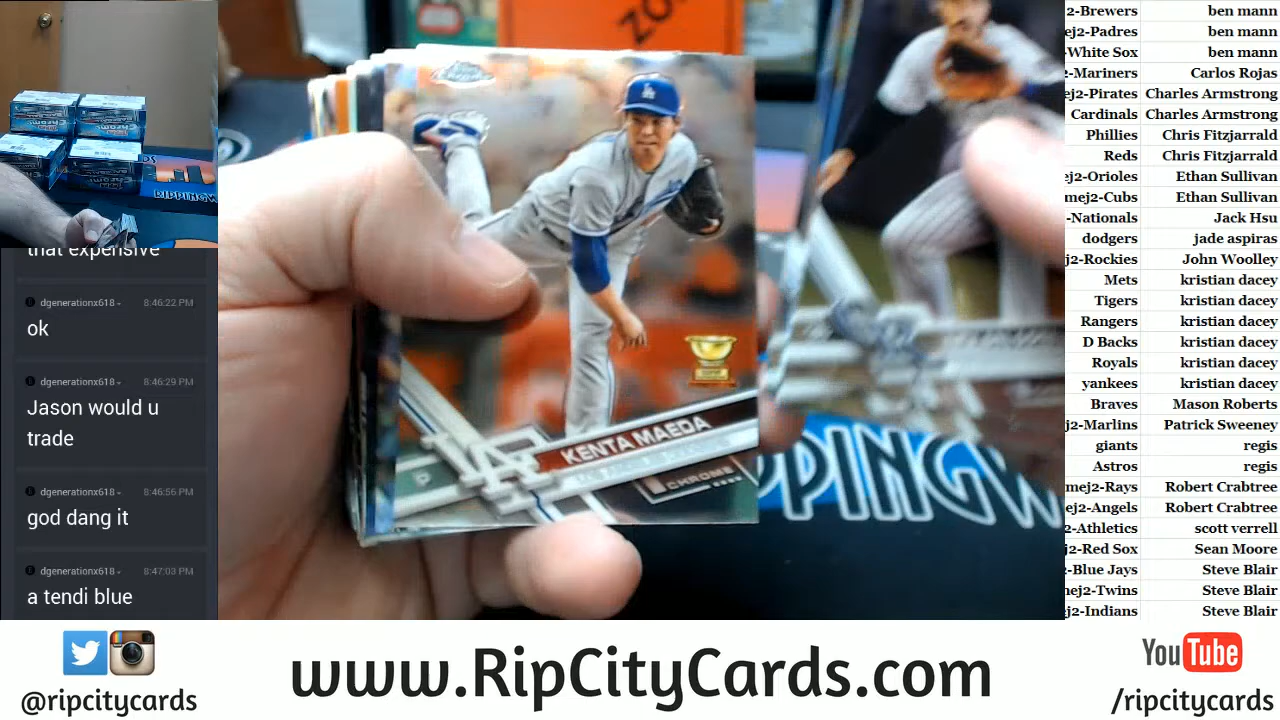 that expensive
dgenerationx618 8:46:22 PM
ok
dgenerationx618 8:46:29 PM
Jason would u
trade
dgenerationx618 8:46:56 PM
god dang it
dgenerationx618 8:47:03 PM
a tendi blue
LA
KENTA MAEDA
P
CHROME
LA
RIPPINGW
PPINGW
2-Brewers ben mann
ej2-Padres ben mann
-White Sox ben mann
2-Mariners Carlos Rojas
ej2-Pirates Charles Armstrong
Cardinals Charles Armstrong
Phillies Chris Fitzjarrald
Reds Chris Fitzjarrald
ej2-Orioles Ethan Sullivan
mej2-Cubs Ethan Sullivan
-Nationals Jack Hsu
dodgers jade aspiras
ej2-Rockies John Woolley
Mets kristian dacey
Tigers kristian dacey
Rangers kristian dacey
D Backs kristian dacey
Royals kristian dacey
yankees kristian dacey
Braves Mason Roberts
j2-Marlins Patrick Sweeney
giants regis
Astros regis
mej2-Rays Robert Crabtree
ej2-Angels Robert Crabtree
2-Athletics scott verrell
j2-Red Sox Sean Moore
2-Blue Jays Steve Blair
mej2-Twins Steve Blair
ej2-Indians Steve Blair
@ripcitycards
www.RipCityCards.com
YouTube
/ripcitycards